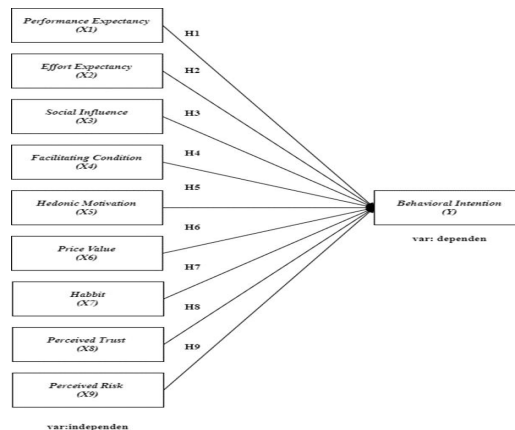 Performance Expectancy
(X1)
H1
Effort Expectancy
(X2)
H2
Social Influence
(X3)
H3
Facilitating Condition
(X4)
H4
Hedonic Motivation
(X5)
H5
Price Value
(X6)
H6
Habbit
(X7)
H7
Perceived Trust
(X8)
H8
Perceived Risk
(X9)
H9
var:independen
Behavioral Intention
(Y)
var: dependen